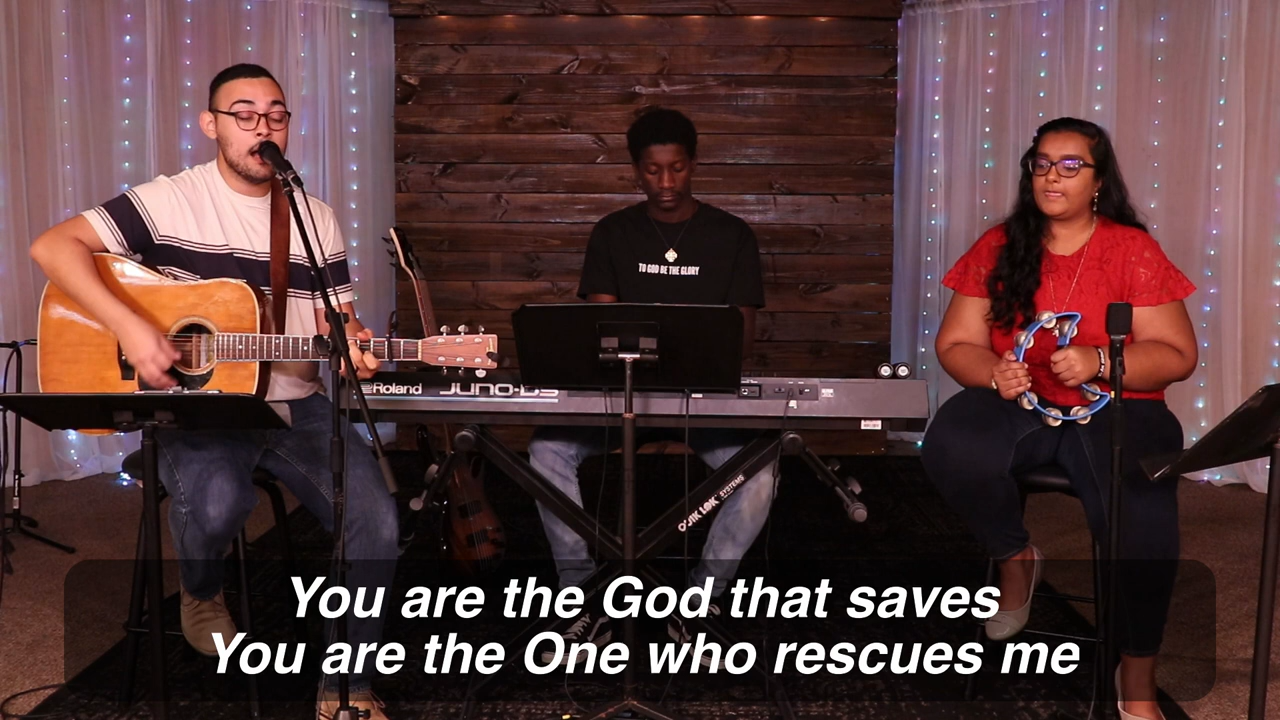 TO GOD BE THE GLORY
Roland JUNO-DS
QUIK LOK SYSTEMS
You are the God that saves
You are the One who rescues me